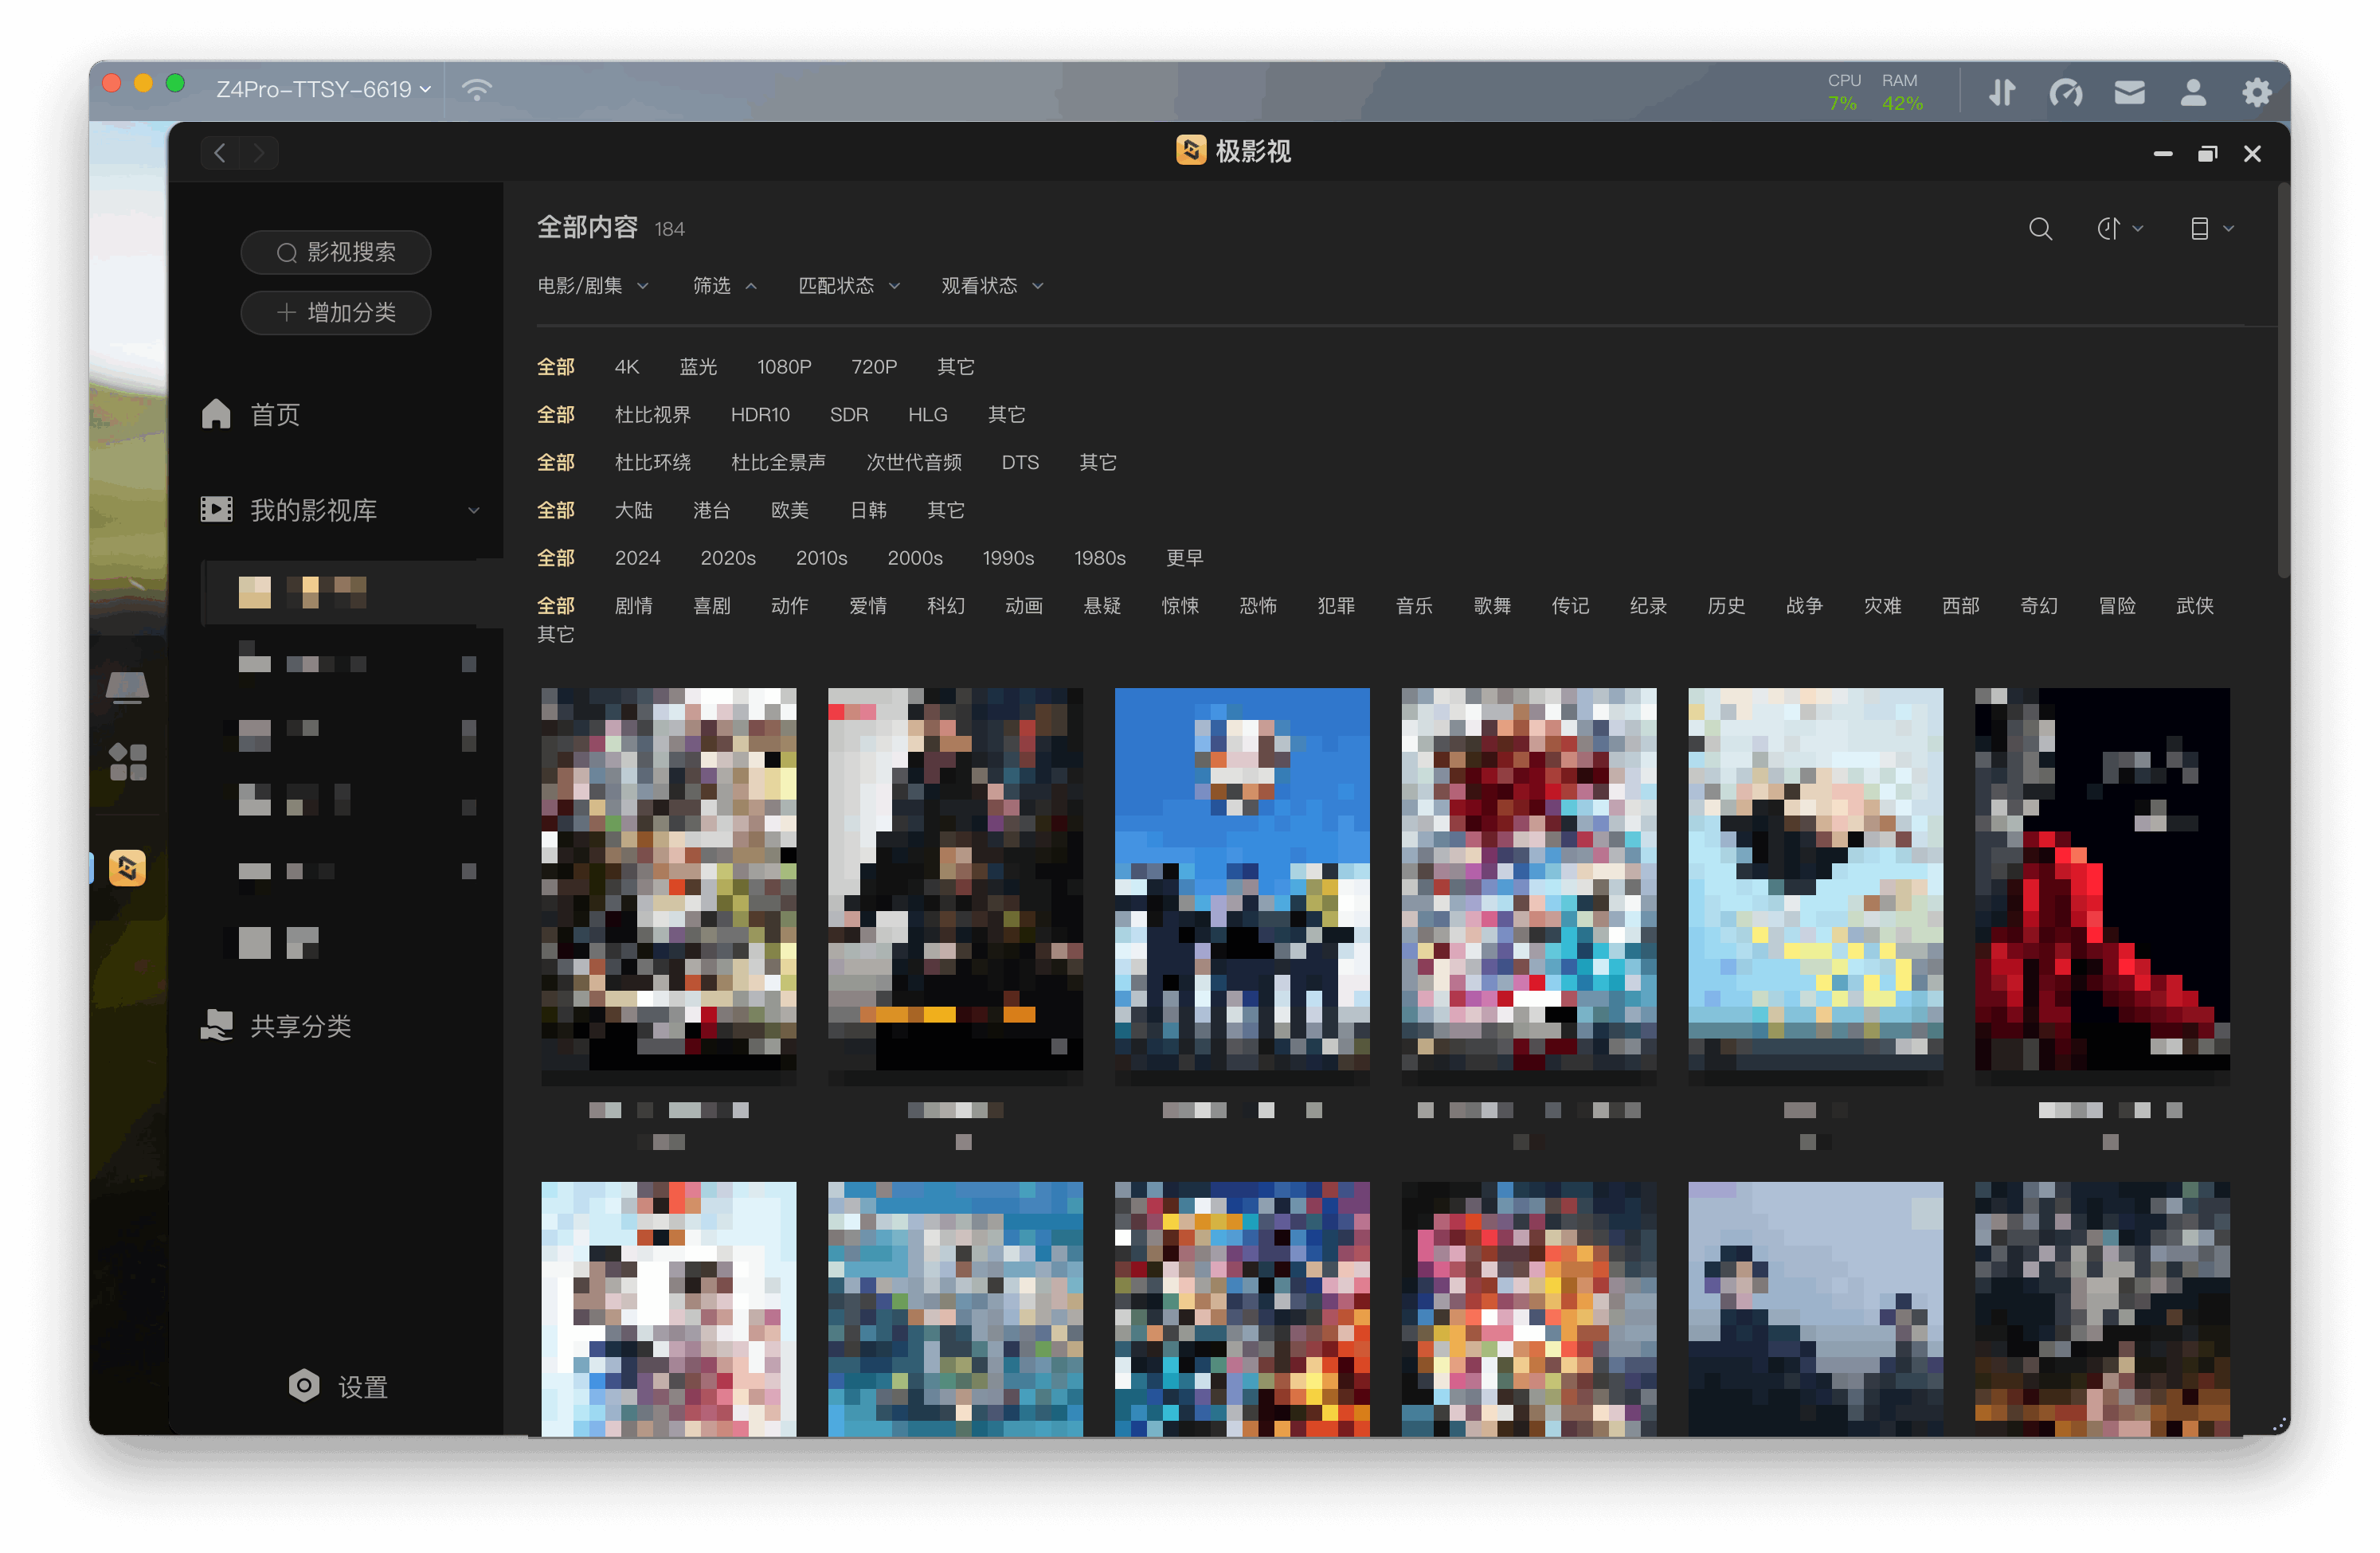 Z4Pro-TTSY-6619
CPU RAM
7% 42%
极影视
影视搜索
增加分类
首页
我的影视库
共享分类
设置
全部内容 184
电影/剧集 筛选 匹配状态 观看状态
全部 4K 蓝光 1080P 720P 其它
全部 杜比视界 HDR10 SDR HLG 其它
全部 杜比环绕 杜比全景声 次世代音频 DTS 其它
全部 大陆 港台 欧美 日韩 其它
全部 2024 2020s 2010s 2000s 1990s 1980s 更早
全部 剧情 喜剧 动作 爱情 科幻 动画 悬疑 惊悚 恐怖 犯罪 音乐 歌舞 传记 纪录 历史 战争 灾难 西部 奇幻 冒险 武侠
其它